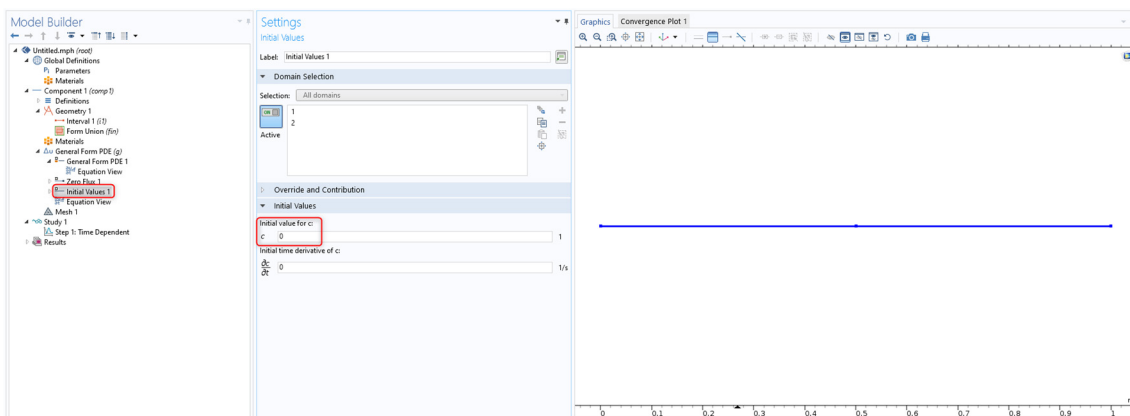 Model Builder
Untitled.mph (root)
Global Definitions
Pi Parameters
Materials
Component 1 (comp1)
Definitions
Geometry 1
Interval 1 (i1)
Form Union (fin)
Materials
Δu General Form PDE (g)
General Form PDE 1
Equation View
Zero Flux 1
Initial Values 1
Equation View
Mesh 1
Study 1
Step 1: Time Dependent
Results
Settings
Initial Values
Label: Initial Values 1
Domain Selection
Selection: All domains
1
2
Active
Override and Contribution
Initial Values
Initial value for c:
c 0 1
Initial time derivative of c:
∂c/∂t 0 1/s
Graphics Convergence Plot 1
0 0.1 0.2 0.3 0.4 0.5 0.6 0.7 0.8 0.9 1